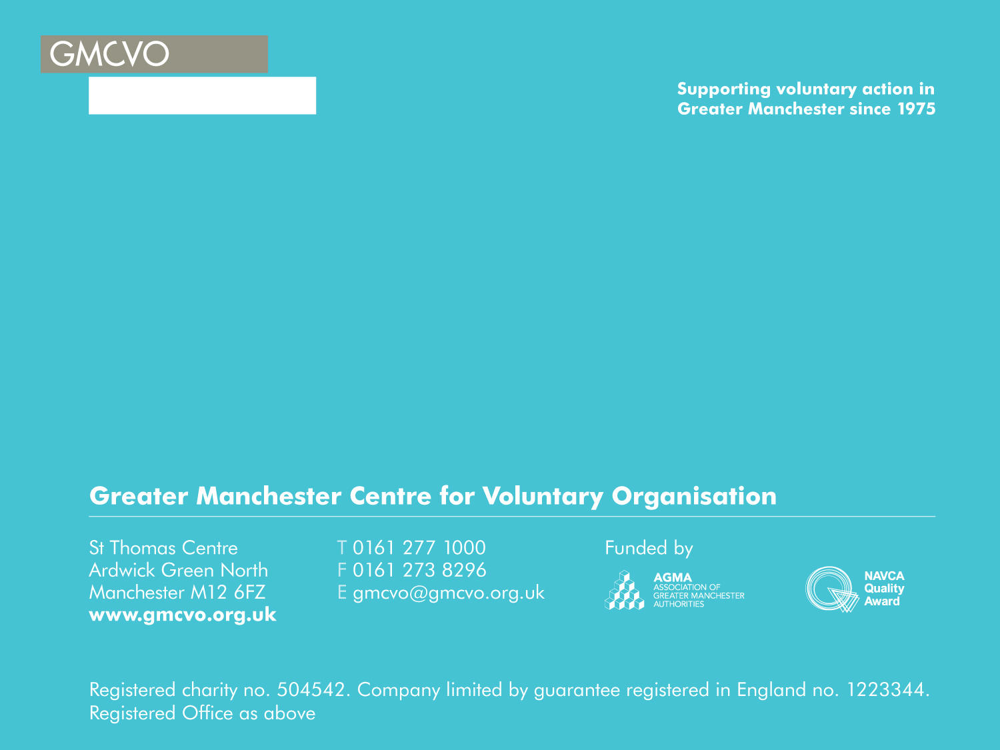 GMCVO
Supporting voluntary action in
Greater Manchester since 1975
Greater Manchester Centre for Voluntary Organisation
St Thomas Centre
Ardwick Green North
Manchester M12 6FZ
www.gmcvo.org.uk
T 0161 277 1000
F 0161 273 8296
E gmcvo@gmcvo.org.uk
Funded by
AGMA
ASSOCIATION OF
GREATER MANCHESTER
AUTHORITIES
NAVCA
Quality
Award
Registered charity no. 504542. Company limited by guarantee registered in England no. 1223344.
Registered Office as above